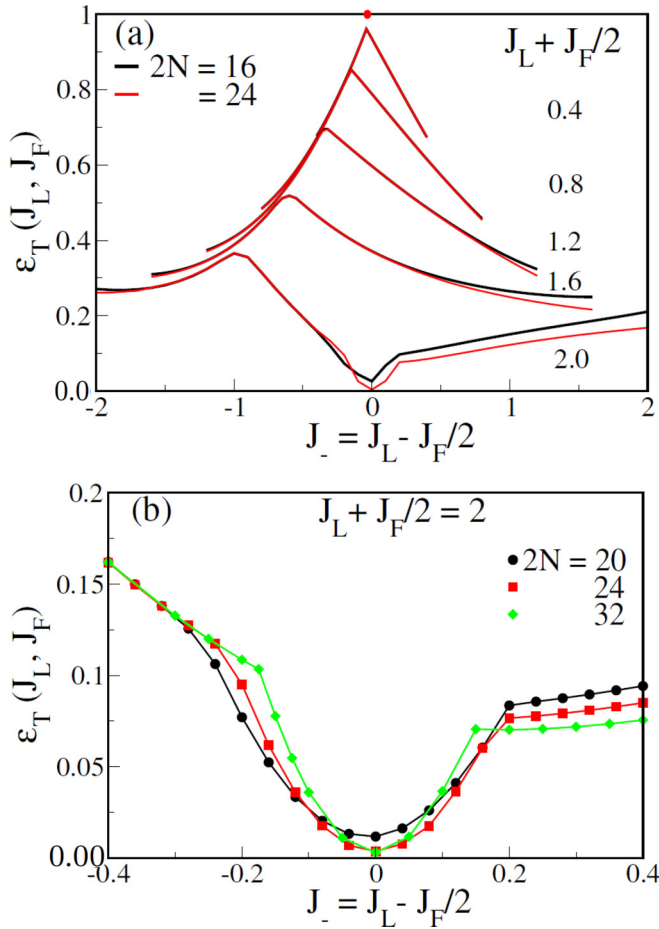 (a)
J_L + J_F/2
2N = 16
= 24
0.4
0.8
1.2
1.6
2.0
1
0.8
0.6
0.4
0.2
0.0
ε_T (J_L, J_F)
-2
-1
0
1
2
J_- = J_L - J_F/2
(b)
J_L + J_F/2 = 2
2N = 20
24
32
0.20
0.15
0.10
0.05
0.00
ε_T (J_L, J_F)
-0.4
-0.2
0
0.2
0.4
J_- = J_L - J_F/2